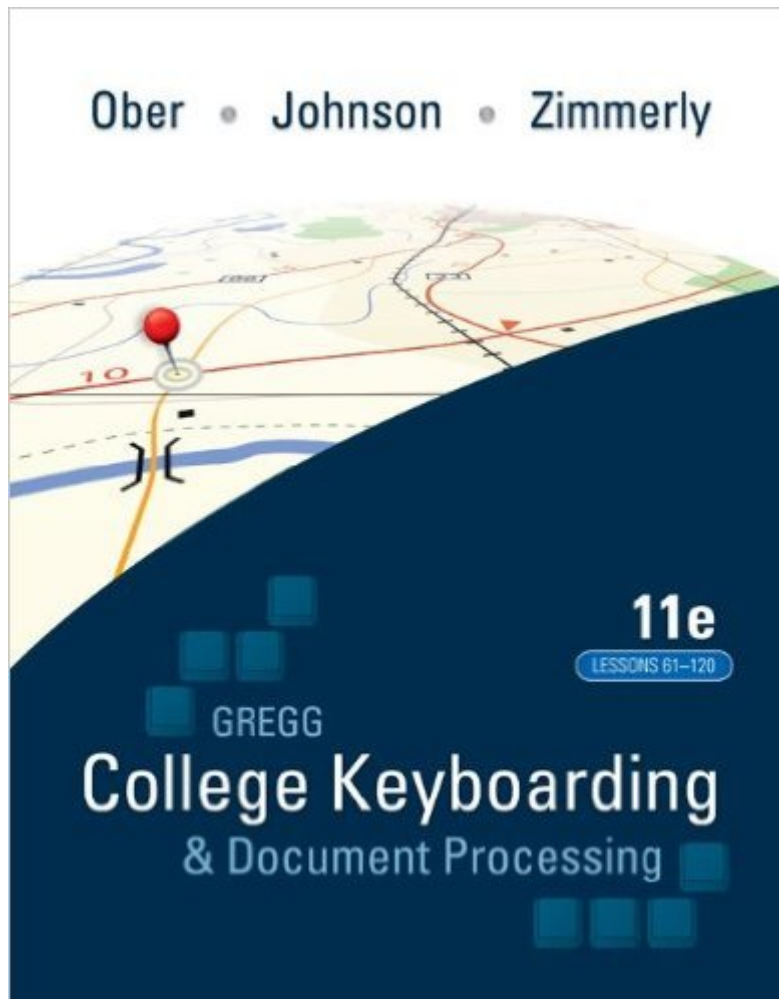 Ober • Johnson • Zimmerly
10
11e
LESSONS 61–120
GREGG
College Keyboarding
& Document Processing